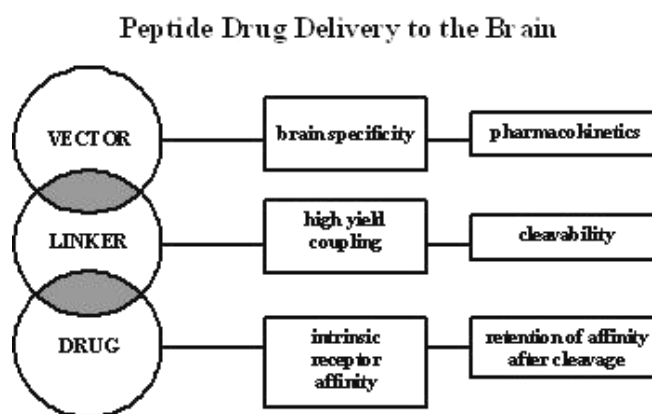 Peptide Drug Delivery to the Brain
VECTOR
brain specificity
pharmacokinetics
LINKER
high yield
coupling
cleavability
DRUG
intrinsic
receptor
affinity
retention of affinity
after cleavage